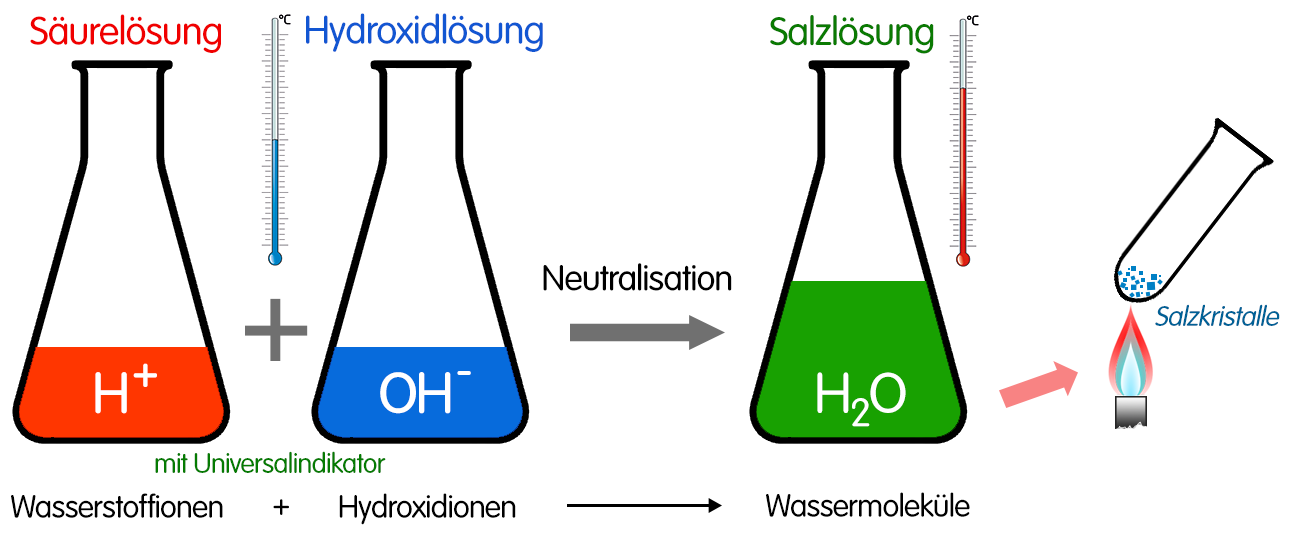 Säurelösung
°C
Hydroxidlösung
Salzlösung
°C
+
Neutralisation
H+
OH-
H2O
Salzkristalle
mit Universalindikator
Wasserstoffionen + Hydroxidionen → Wassermoleküle